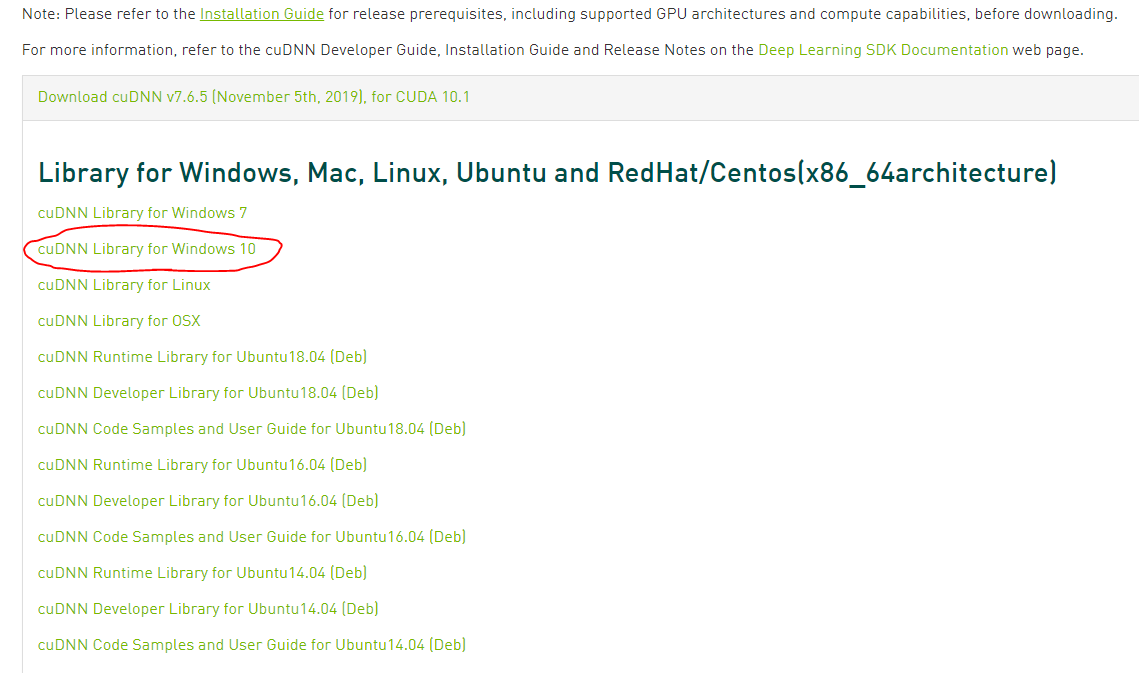 Note: Please refer to the Installation Guide for release prerequisites, including supported GPU architectures and compute capabilities, before downloading.
For more information, refer to the cuDNN Developer Guide, Installation Guide and Release Notes on the Deep Learning SDK Documentation web page.
Download cuDNN v7.6.5 (November 5th, 2019), for CUDA 10.1
Library for Windows, Mac, Linux, Ubuntu and RedHat/Centos(x86_64architecture)
cuDNN Library for Windows 7
cuDNN Library for Windows 10
cuDNN Library for Linux
cuDNN Library for OSX
cuDNN Runtime Library for Ubuntu18.04 (Deb)
cuDNN Developer Library for Ubuntu18.04 (Deb)
cuDNN Code Samples and User Guide for Ubuntu18.04 (Deb)
cuDNN Runtime Library for Ubuntu16.04 (Deb)
cuDNN Developer Library for Ubuntu16.04 (Deb)
cuDNN Code Samples and User Guide for Ubuntu16.04 (Deb)
cuDNN Runtime Library for Ubuntu14.04 (Deb)
cuDNN Developer Library for Ubuntu14.04 (Deb)
cuDNN Code Samples and User Guide for Ubuntu14.04 (Deb)